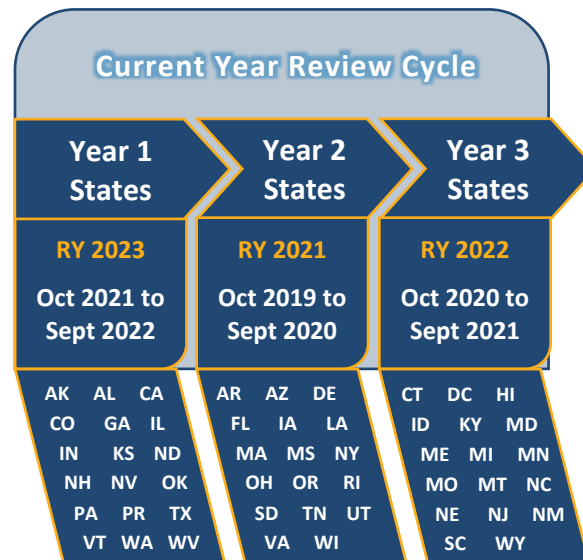 Current Year Review Cycle
Year 1
States
RY 2023
Oct 2021 to
Sept 2022
AK AL CA
CO GA IL
IN KS ND
NH NV OK
PA PR TX
VT WA WV
Year 2
States
RY 2021
Oct 2019 to
Sept 2020
AR AZ DE
FL IA LA
MA MS NY
OH OR RI
SD TN UT
VA WI
Year 3
States
RY 2022
Oct 2020 to
Sept 2021
CT DC HI
ID KY MD
ME MI MN
MO MT NC
NE NJ NM
SC WY